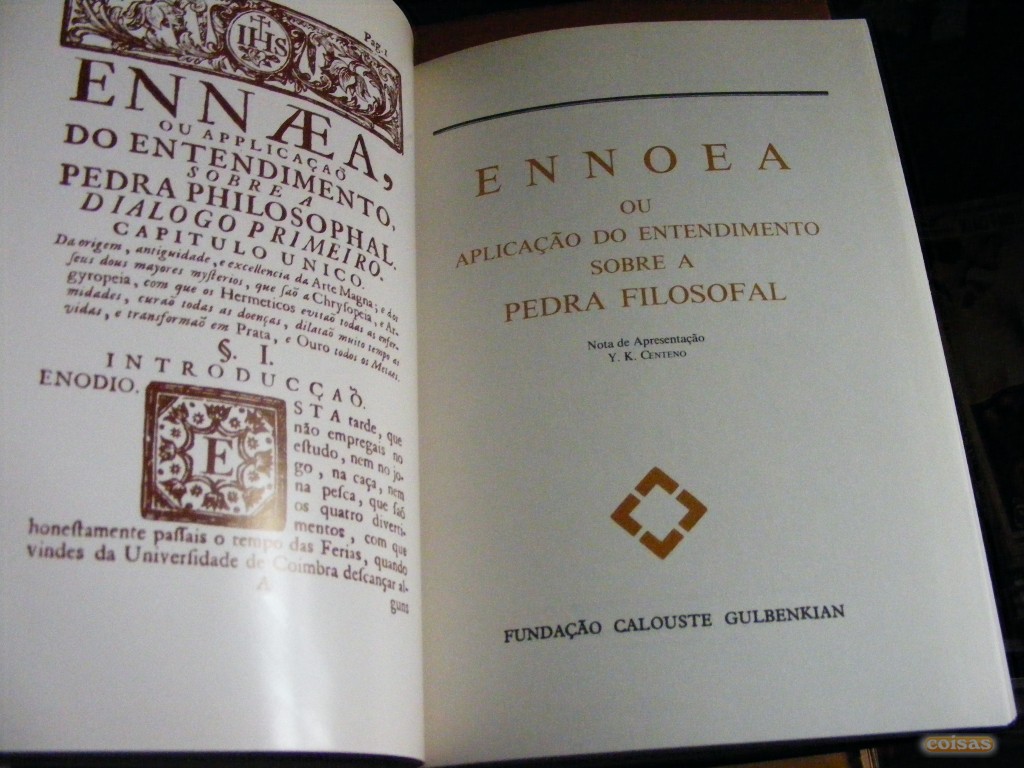 Pag. 1
IHS
ENNÆA,
OU APPLICAÇAÕ
DO ENTENDIMENTO,
SOBRE A
PEDRA PHILOSOPHAL.
DIALOGO PRIMEIRO.
CAPITULO UNICO.
Da origem, antiguidade, e excellencia da Arte Magna; e dos
ſeus dous mayores myſterios, que ſaõ a Chryſopeia, e Ar-
gyropeia, com que os Hermeticos evitaõ todas as enfer-
midades, curaõ todas as doenças, dilataõ muito tempo as
vidas, e transformaõ em Prata, e Ouro todos os Metaes.
§. I.
INTRODUCÇAÕ.
ENODIO.
E
STA tarde, que
não empregais no
eſtudo, nem no jo-
go, na caça, nem
na peſca, que ſaõ
os quatro diverti-
mentos, com que
honeſtamente paſſais o tempo das Ferias, quando
vindes da Univerſidade de Coimbra deſcançar al-
A
guns
ENNOEA
OU
APLICAÇÃO DO ENTENDIMENTO
SOBRE A
PEDRA FILOSOFAL
Nota de Apresentação
Y. K. CENTENO
FUNDAÇÃO CALOUSTE GULBENKIAN
coisas